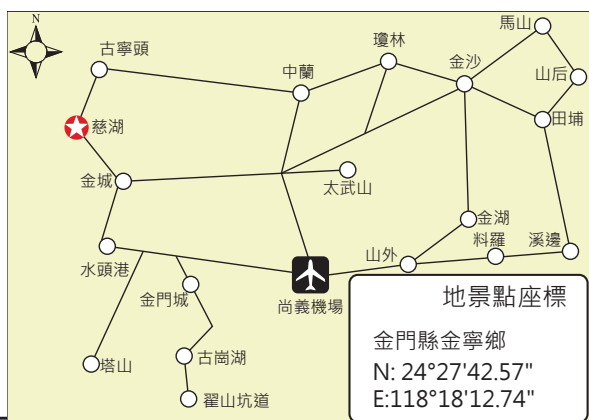 N
馬山
古寧頭
瓊林
中蘭
金沙
山后
慈湖
田埔
金城
太武山
金湖
水頭港
山外
料羅
溪邊
金門城
尚義機場
古崗湖
塔山
翟山坑道
地景點座標
金門縣金寧鄉
N: 24°27'42.57"
E:118°18'12.74"